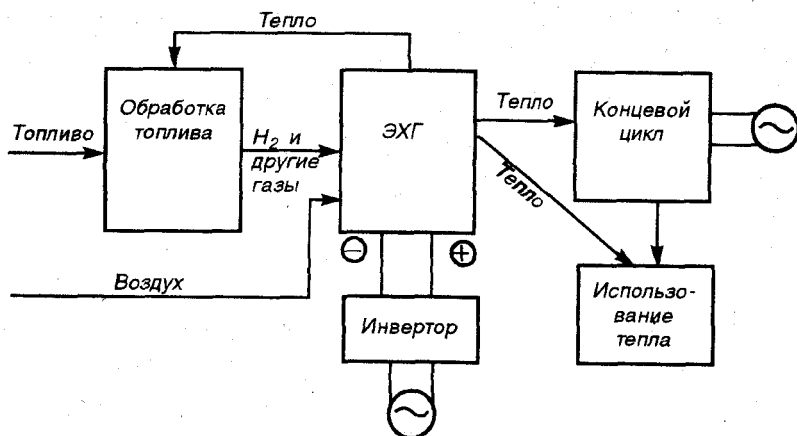 Тепло
Обработка
топлива
Топливо
H₂ и
другие
газы
ЭХГ
Тепло
Концевой
цикл
Тепло
Воздух
Инвертор
Использо-
вание
тепла